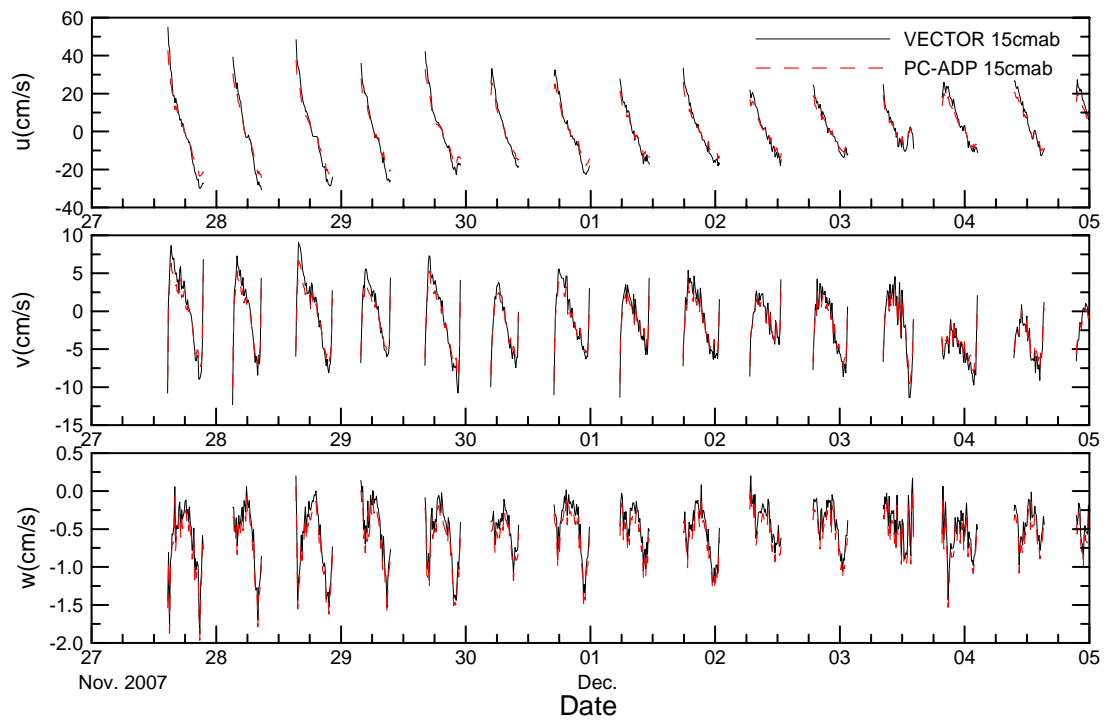 60
40
20
0
-20
-40
u(cm/s)
VECTOR 15cmab
PC-ADP 15cmab
27 28 29 30 01 02 03 04 05
10
5
0
-5
-10
-15
v(cm/s)
27 28 29 30 01 02 03 04 05
0.5
0.0
-0.5
-1.0
-1.5
-2.0
w(cm/s)
27 28 29 30 01 02 03 04 05
Nov. 2007 Dec.
Date